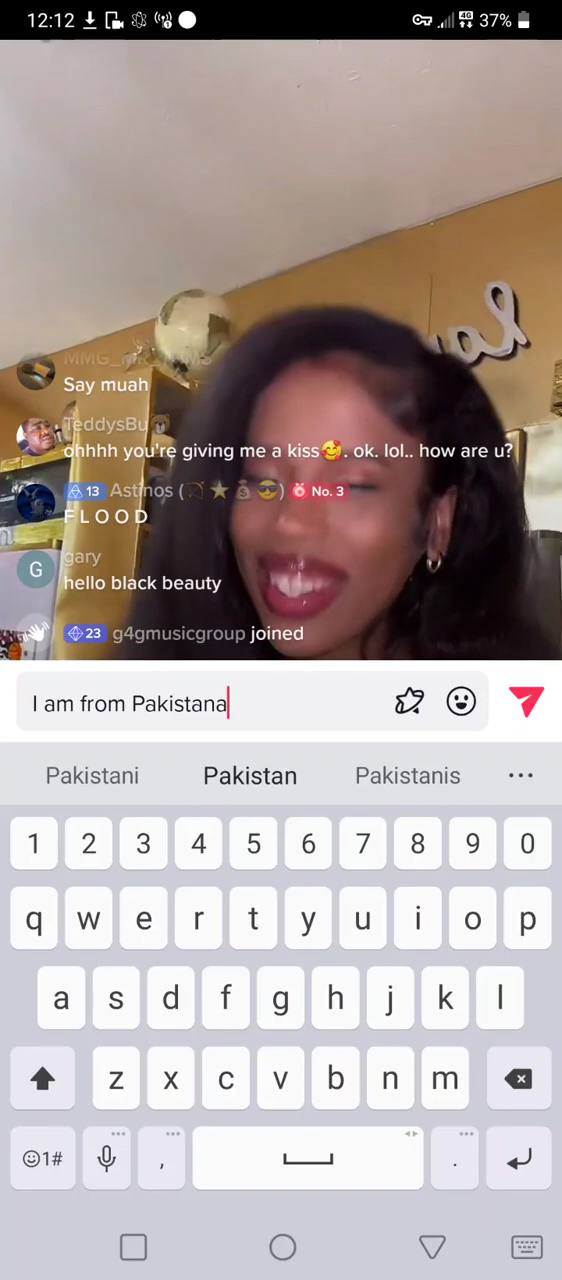 12:12
4G 37%
Say muah
TeddysBu
ohhhh you're giving me a kiss🥰. ok. lol.. how are u?
13 Astinos (🏹⭐💰😎) No. 3
F L O O D
G
gary
hello black beauty
23 g4gmusicgroup joined
I am from Pakistana
Pakistani Pakistan Pakistanis ...
1 2 3 4 5 6 7 8 9 0
q w e r t y u i o p
a s d f g h j k l
z x c v b n m
☺1# , .